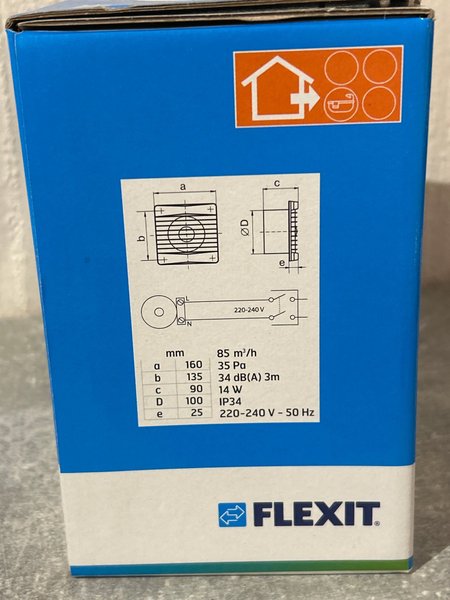 a
c
b
ØD
e
L
220-240 V
N
mm 85 m³/h
a 160 35 Pa
b 135 34 dB(A) 3m
c 90 14 W
D 100 IP34
e 25 220-240 V - 50 Hz
FLEXIT®